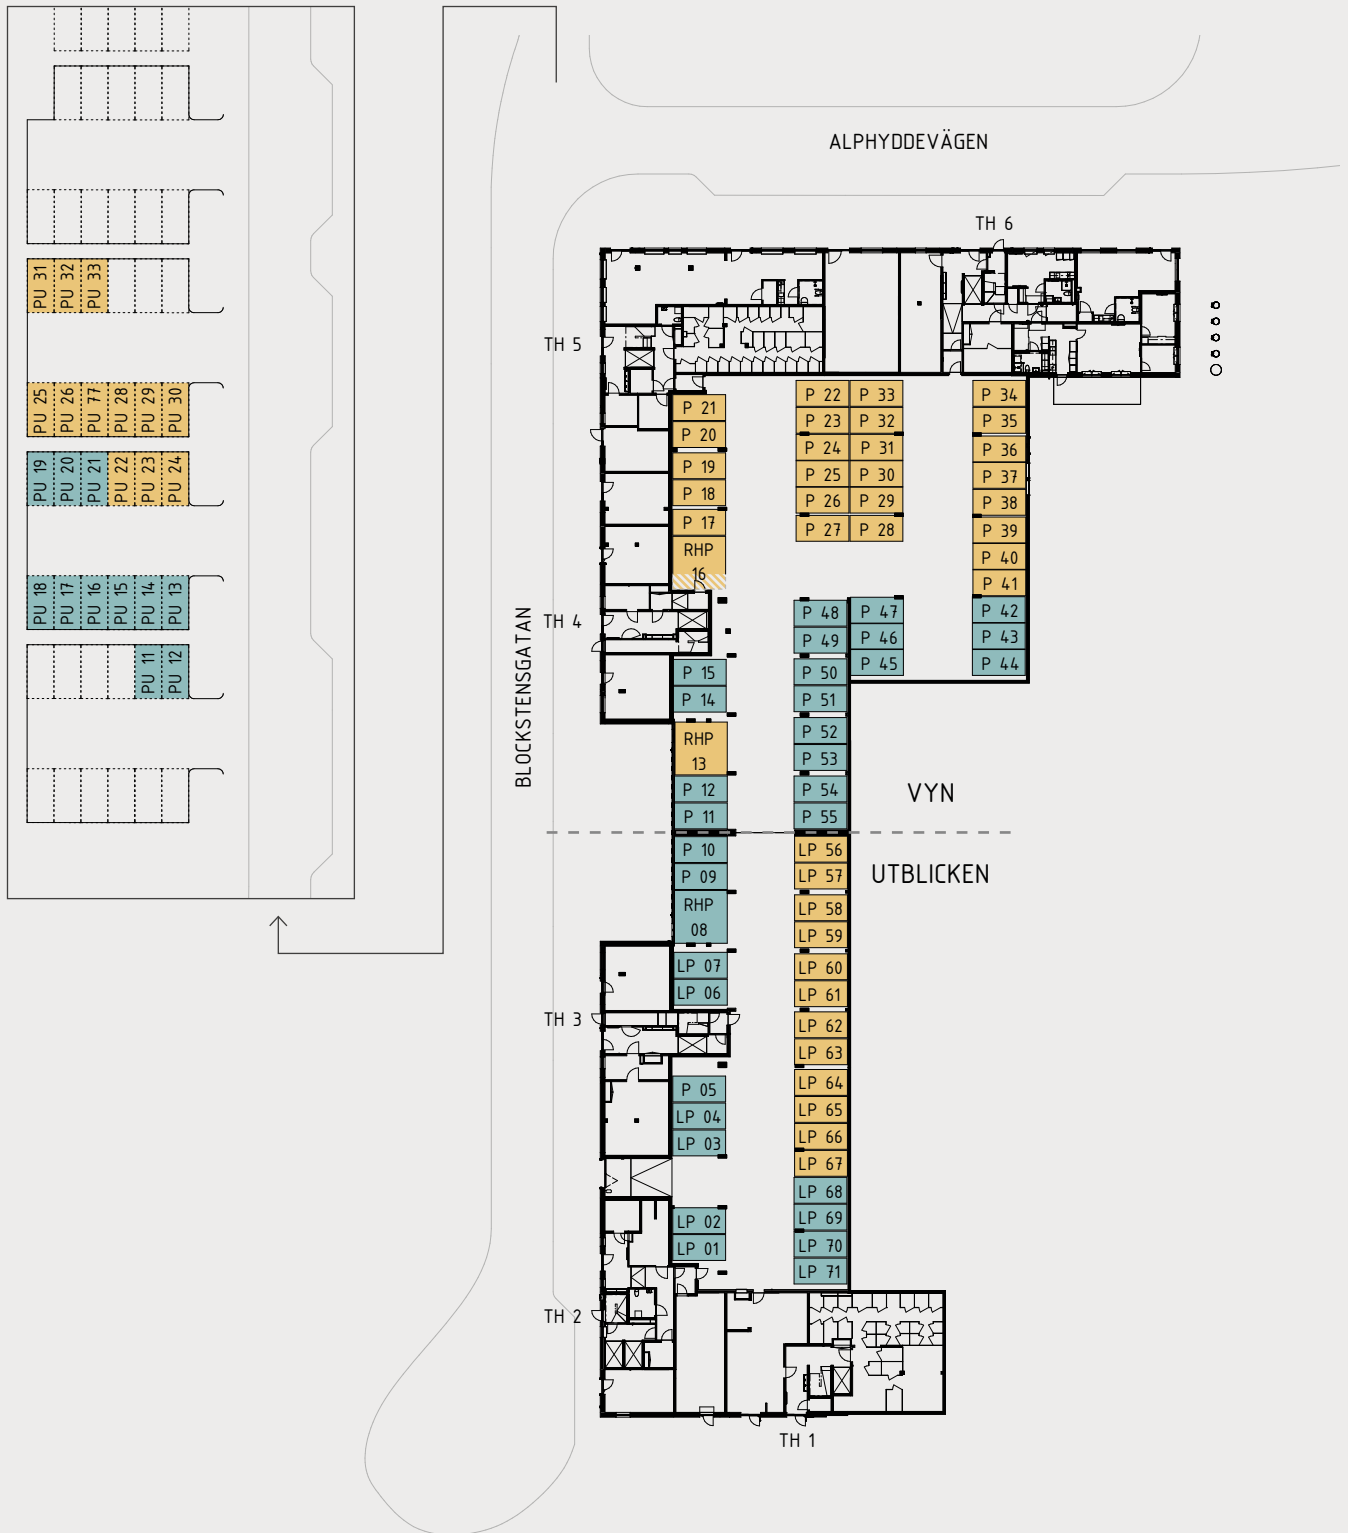 ALPHYDDEVÄGEN
BLOCKSTENSGATAN
PU 31
PU 32
PU 33
PU 25
PU 26
PU 77
PU 28
PU 29
PU 30
PU 19
PU 20
PU 21
PU 22
PU 23
PU 24
PU 18
PU 17
PU 16
PU 15
PU 14
PU 13
PU 11
PU 12
TH 6
TH 5
TH 4
TH 3
TH 2
TH 1
P 21
P 20
P 19
P 18
P 17
RHP
16
P 15
P 14
RHP
13
P 12
P 11
P 10
P 09
RHP
08
LP 07
LP 06
P 05
LP 04
LP 03
LP 02
LP 01
P 22
P 23
P 24
P 25
P 26
P 27
P 33
P 32
P 31
P 30
P 29
P 28
P 34
P 35
P 36
P 37
P 38
P 39
P 40
P 41
P 42
P 43
P 44
P 47
P 46
P 45
P 48
P 49
P 50
P 51
P 52
P 53
P 54
P 55
VYN
UTBLICKEN
LP 56
LP 57
LP 58
LP 59
LP 60
LP 61
LP 62
LP 63
LP 64
LP 65
LP 66
LP 67
LP 68
LP 69
LP 70
LP 71